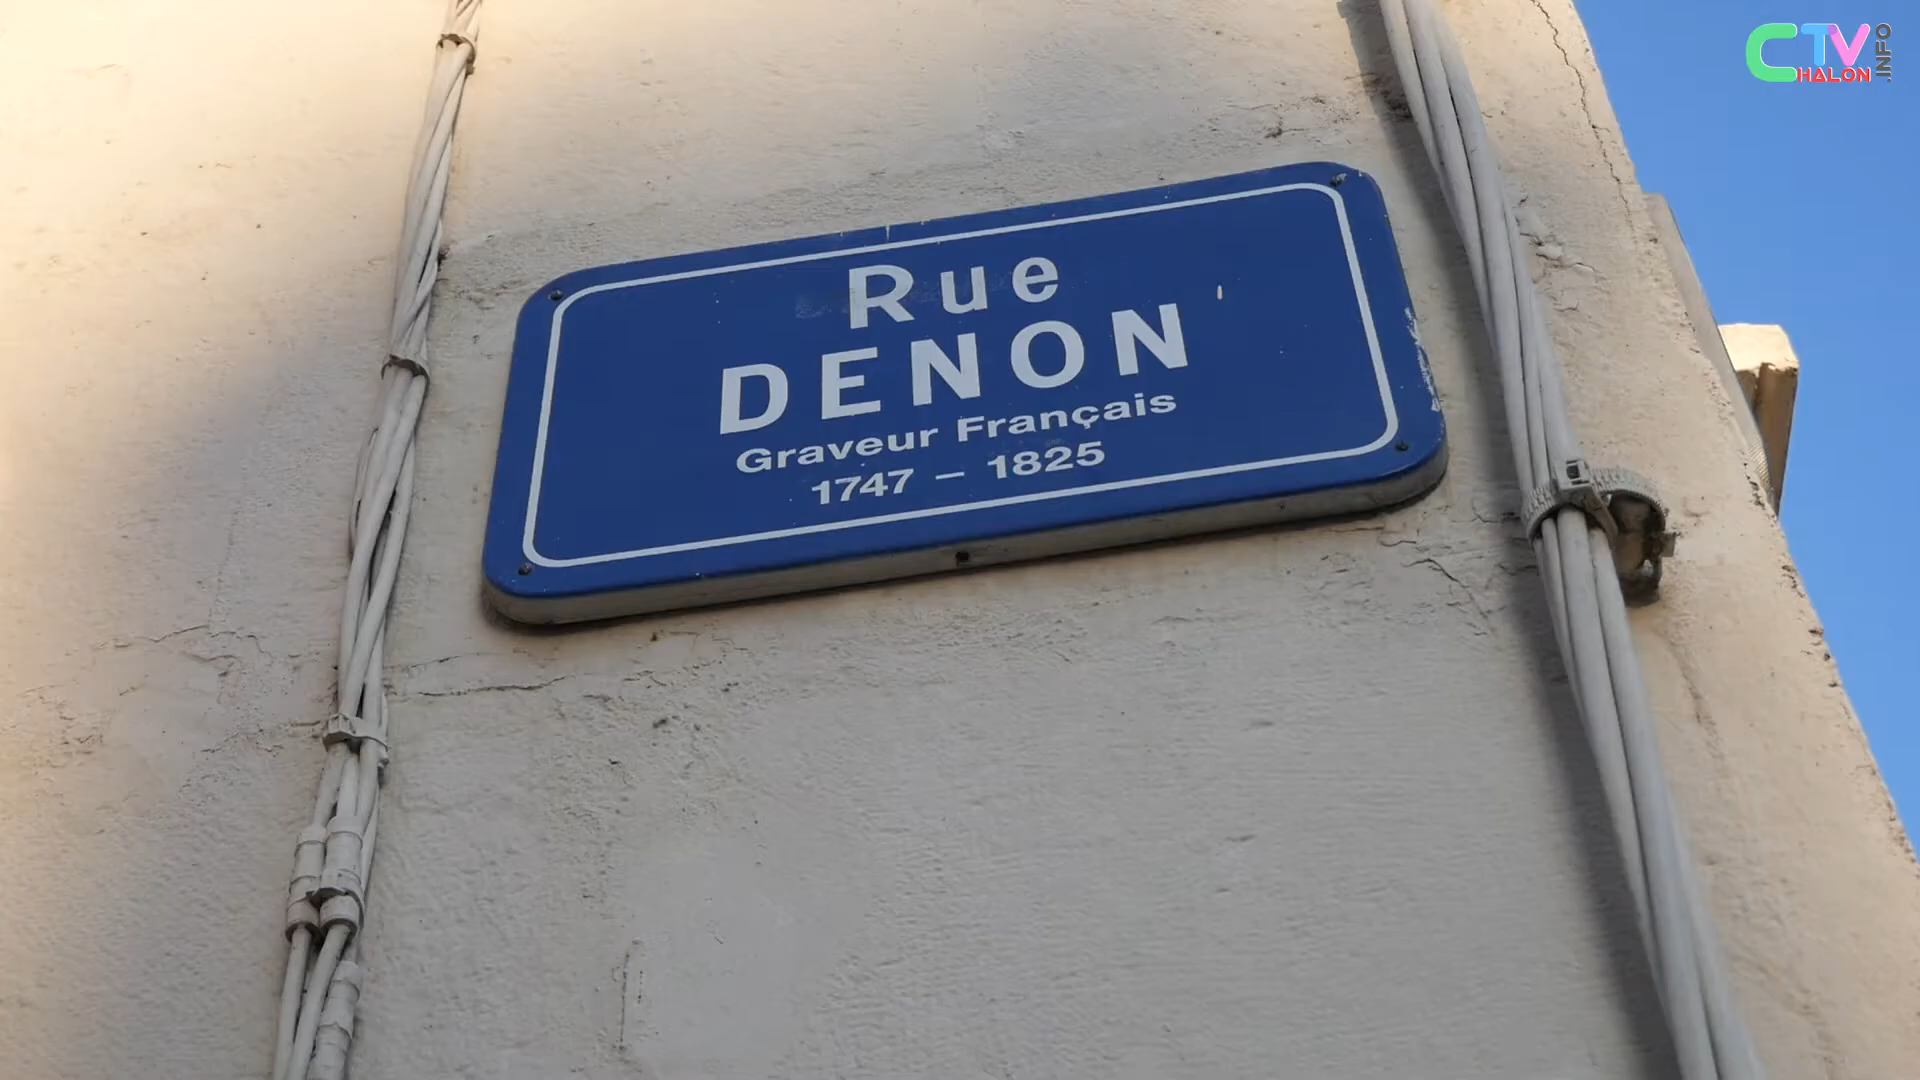 Rue
DENON
Graveur Français
1747 – 1825
CTV
HALON
.INFO